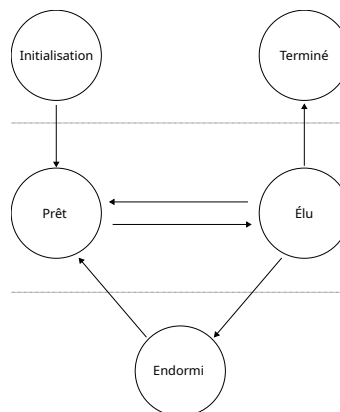 Initialisation
Terminé
Prêt
Élu
Endormi